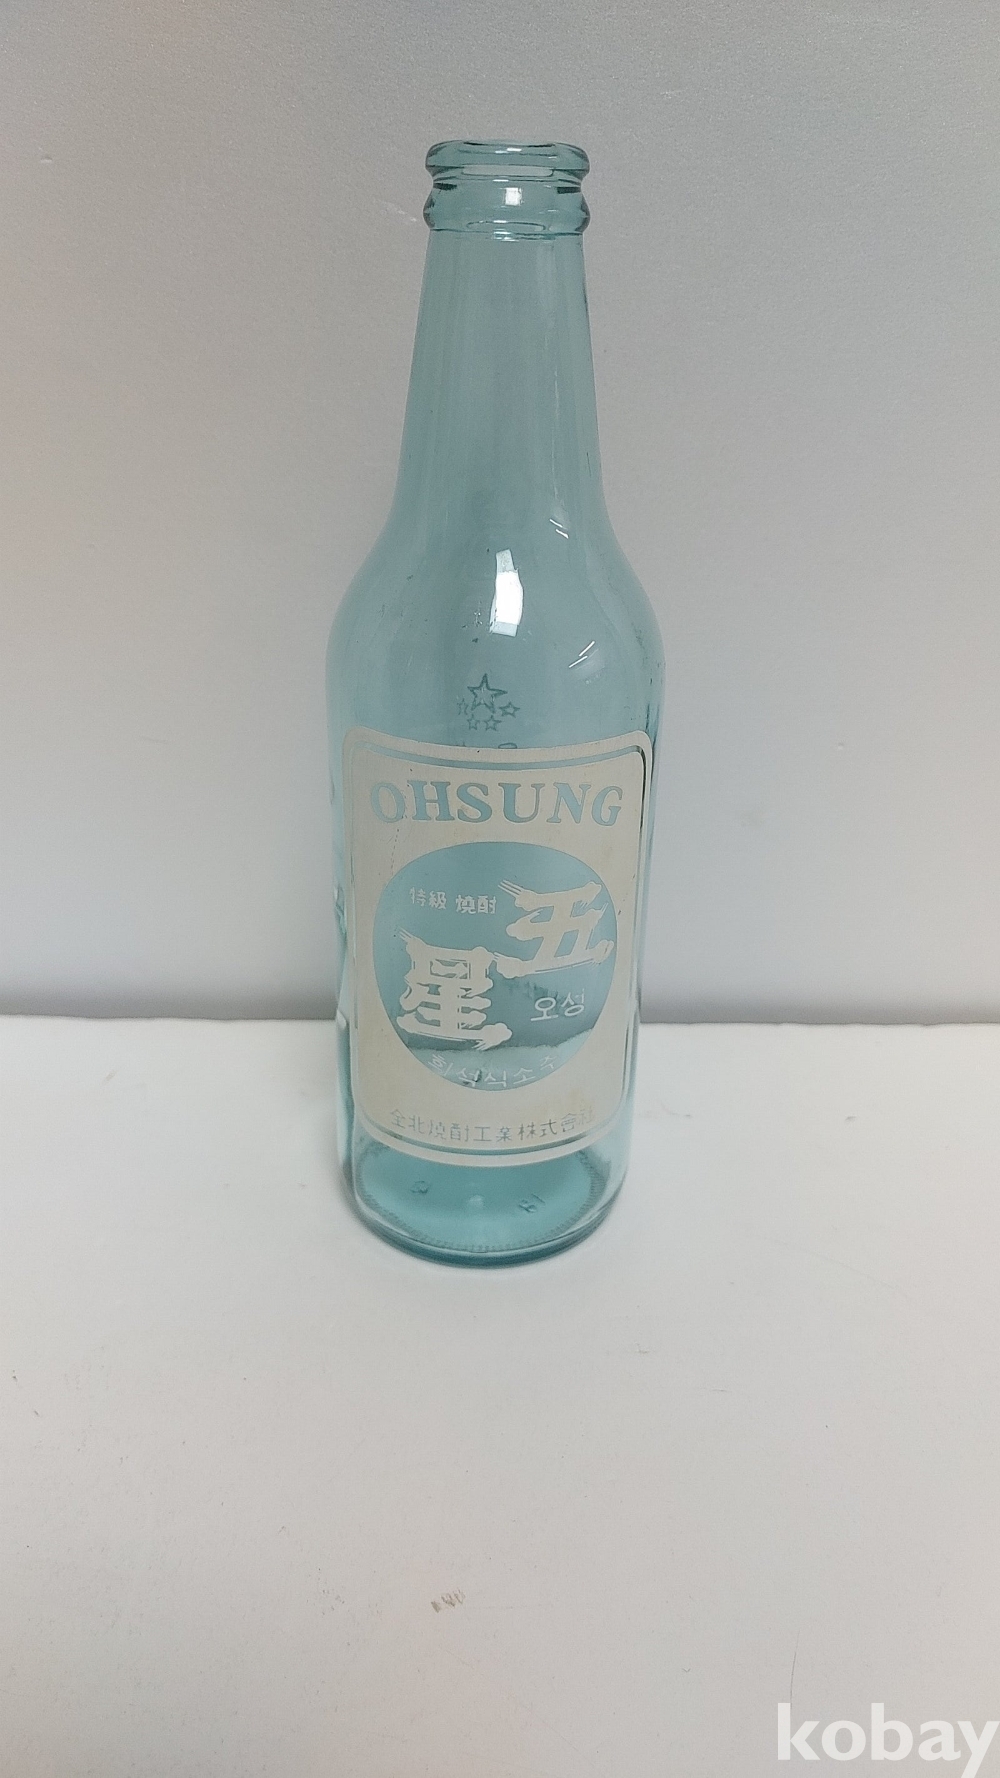 OHSUNG
特級 燒酎
五星
오성
희석식소주
全北燒酎工業株式會社
kobay